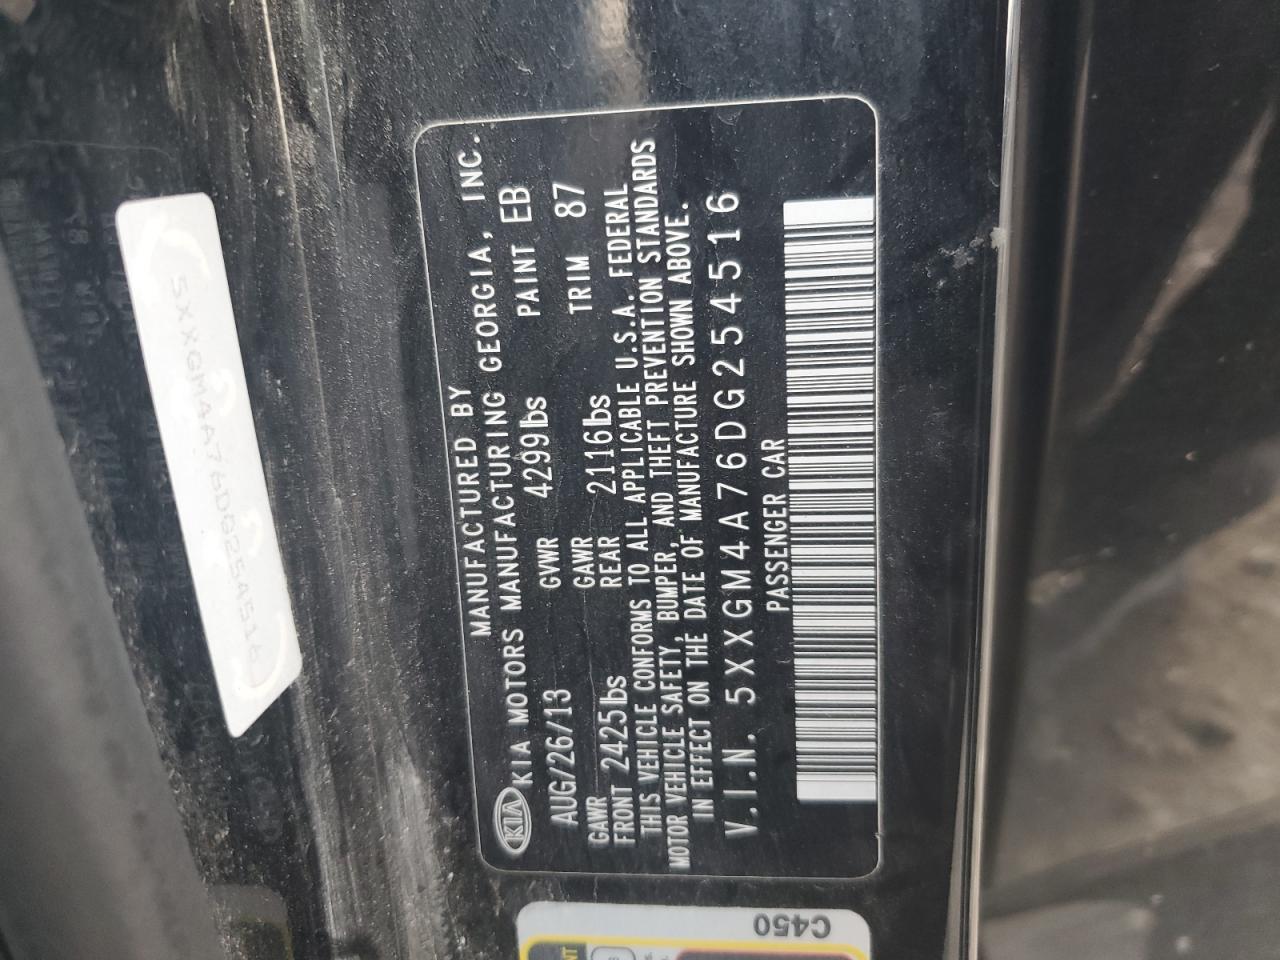 MANUFACTURED BY
KIA KIA MOTORS MANUFACTURING GEORGIA, INC.
AUG/26/13 GVWR 4299lbs PAINT EB
GAWR GAWR
FRONT 2425lbs REAR 2116lbs TRIM 87
THIS VEHICLE CONFORMS TO ALL APPLICABLE U.S.A. FEDERAL
MOTOR VEHICLE SAFETY, BUMPER, AND THEFT PREVENTION STANDARDS
IN EFFECT ON THE DATE OF MANUFACTURE SHOWN ABOVE.
V.I.N. 5XXGM4A76DG254516
PASSENGER CAR
C450